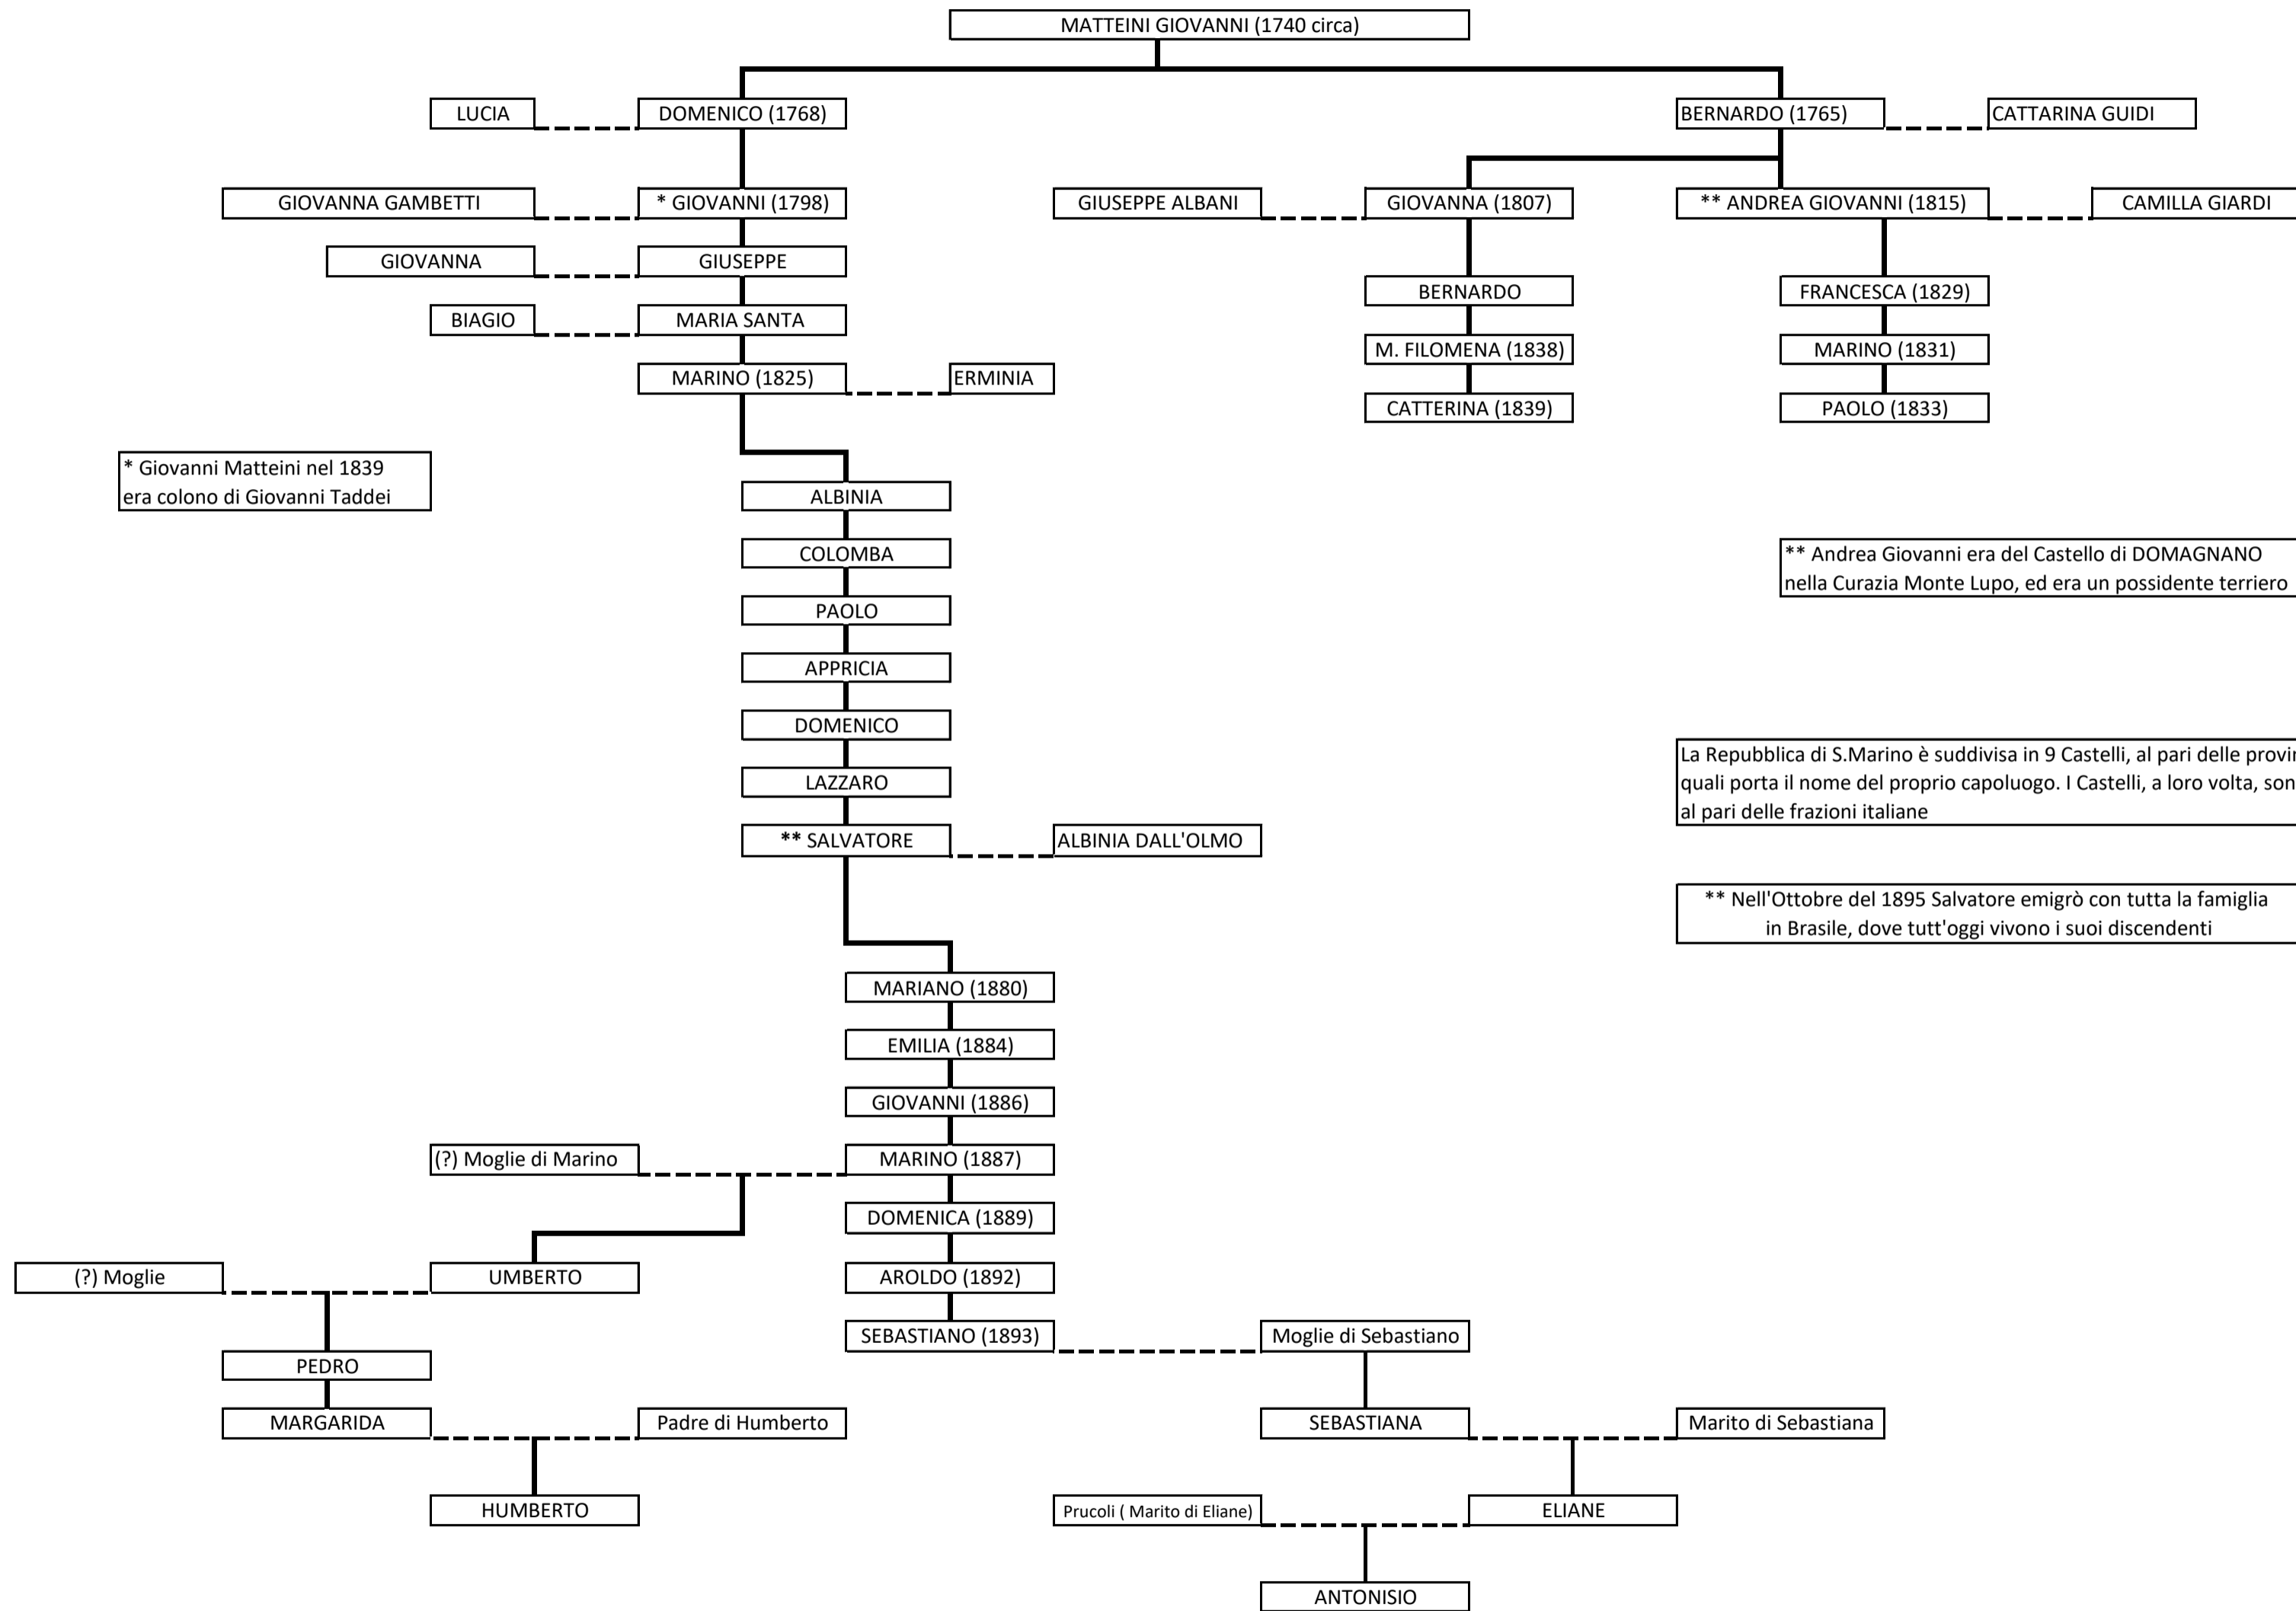 MATTEINI GIOVANNI (1740 circa)
LUCIA
DOMENICO (1768)
BERNARDO (1765)
CATTARINA GUIDI
GIOVANNA GAMBETTI
* GIOVANNI (1798)
GIUSEPPE ALBANI
GIOVANNA (1807)
** ANDREA GIOVANNI (1815)
CAMILLA GIARDI
GIOVANNA
GIUSEPPE
BERNARDO
FRANCESCA (1829)
BIAGIO
MARIA SANTA
M. FILOMENA (1838)
MARINO (1831)
MARINO (1825)
ERMINIA
CATTERINA (1839)
PAOLO (1833)
* Giovanni Matteini nel 1839
era colono di Giovanni Taddei
ALBINIA
COLOMBA
** Andrea Giovanni era del Castello di DOMAGNANO
nella Curazia Monte Lupo, ed era un possidente terriero
PAOLO
APPRICIA
DOMENICO
La Repubblica di S.Marino è suddivisa in 9 Castelli, al pari delle
quali porta il nome del proprio capoluogo. I Castelli, a loro volta,
al pari delle frazioni italiane
LAZZARO
** SALVATORE
ALBINIA DALL'OLMO
** Nell'Ottobre del 1895 Salvatore emigrò con tutta la famiglia
in Brasile, dove tutt'oggi vivono i suoi discendenti
MARIANO (1880)
EMILIA (1884)
GIOVANNI (1886)
(?) Moglie di Marino
MARINO (1887)
DOMENICA (1889)
(?) Moglie
UMBERTO
AROLDO (1892)
SEBASTIANO (1893)
Moglie di Sebastiano
PEDRO
MARGARIDA
Padre di Humberto
SEBASTIANA
Marito di Sebastiana
HUMBERTO
Prucoli ( Marito di Eliane)
ELIANE
ANTONISIO